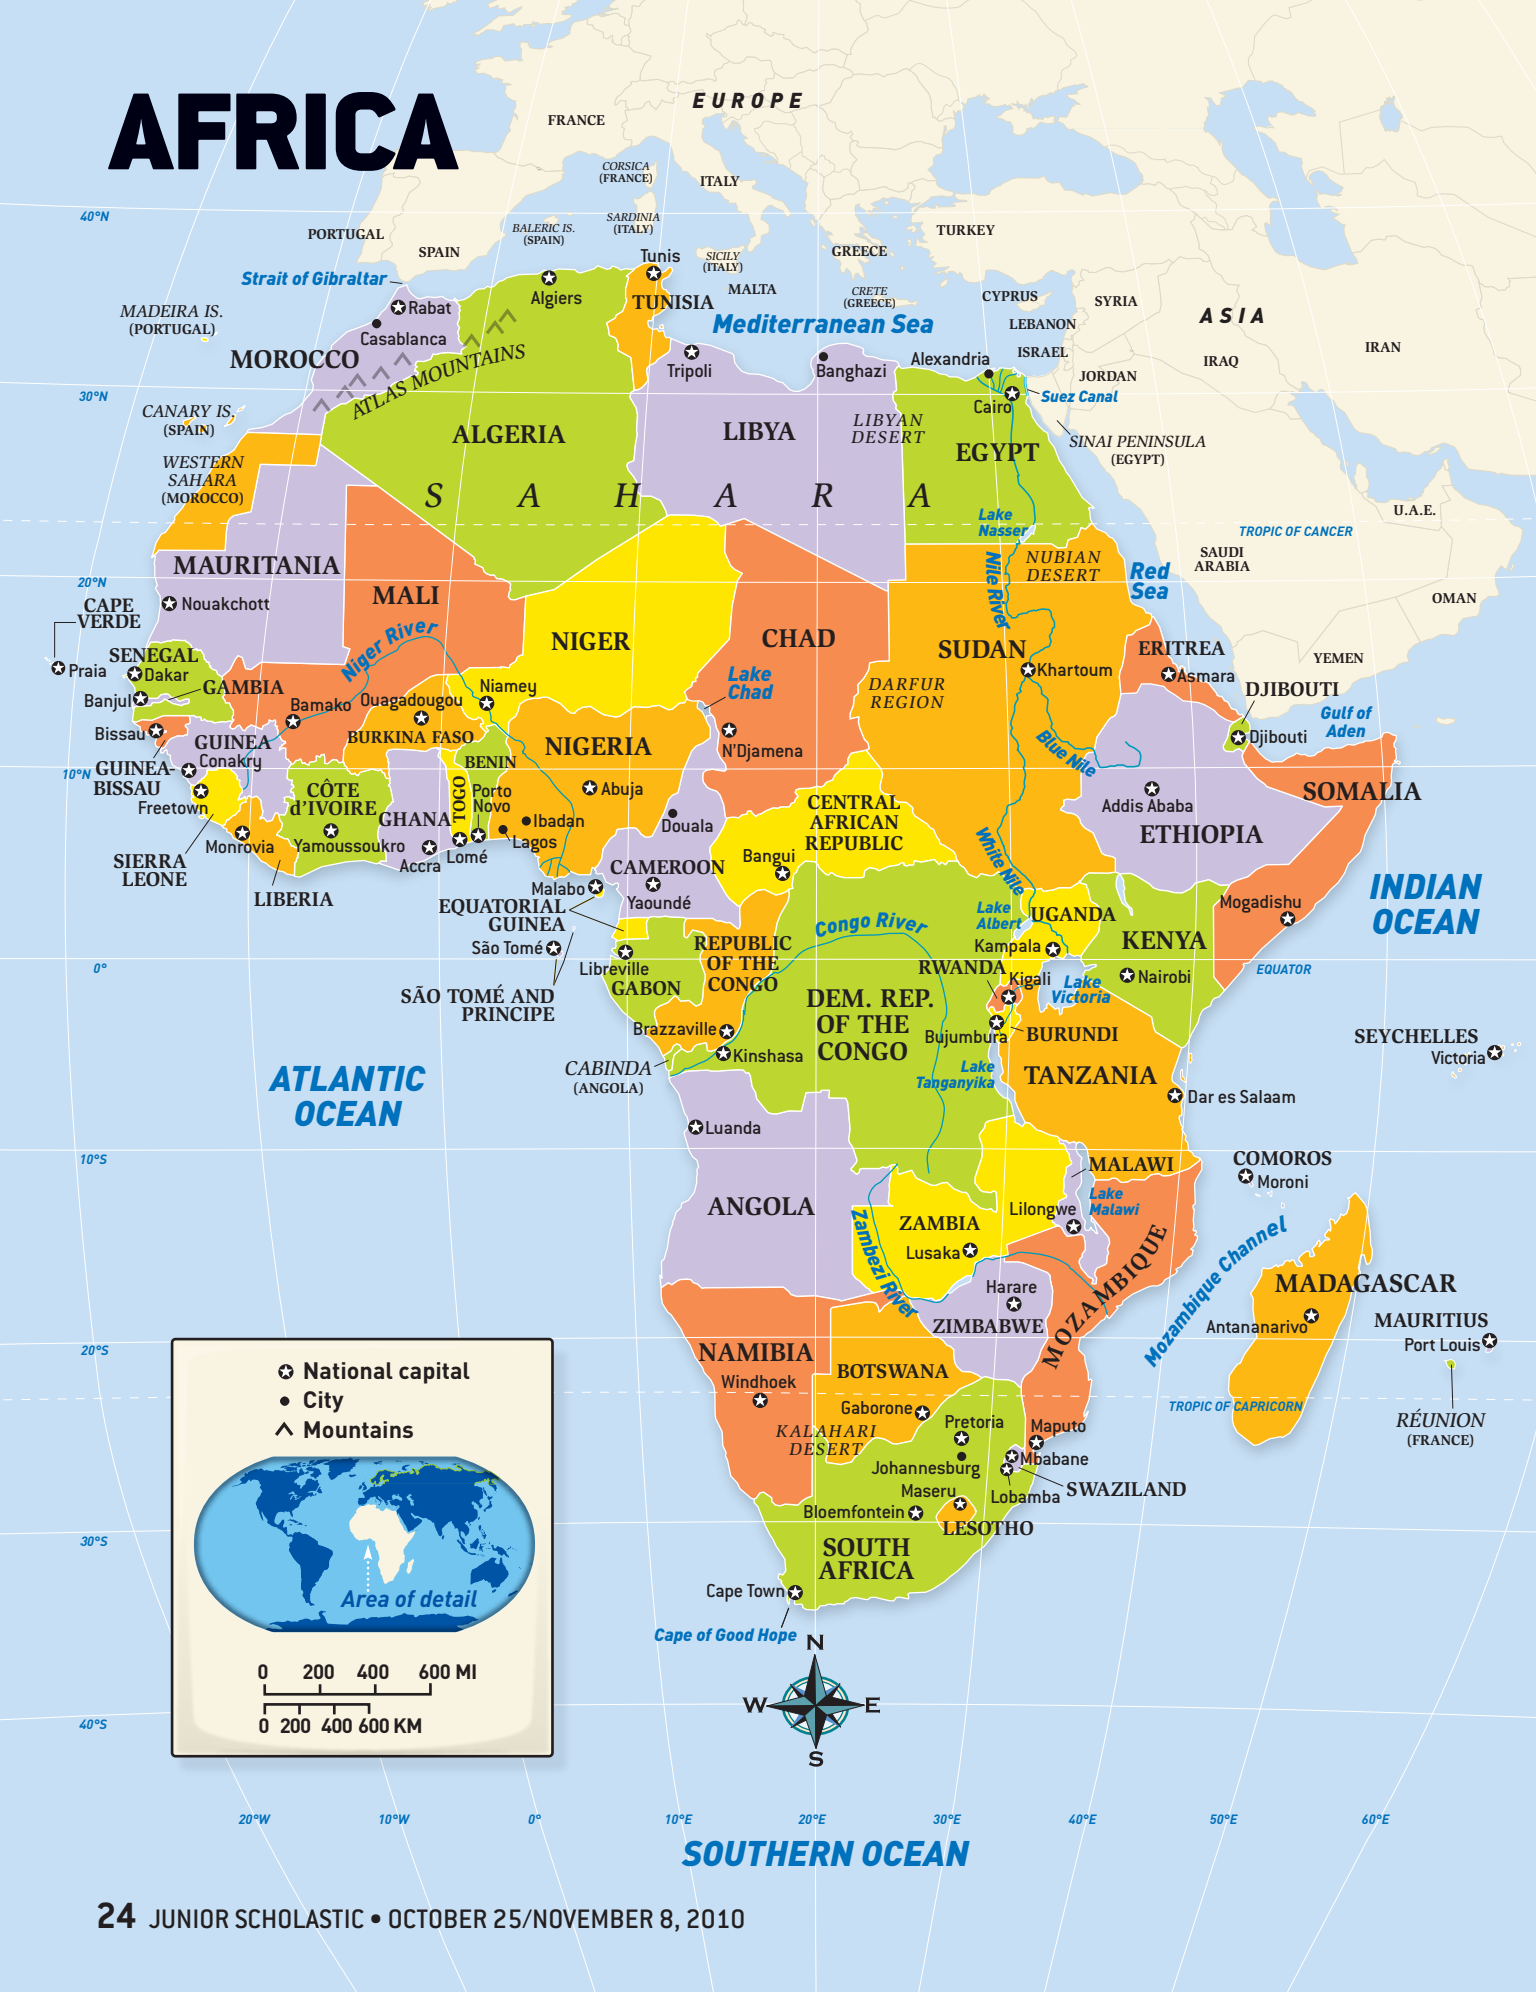 AFRICA
EUROPE
FRANCE
CORSICA
(FRANCE)
ITALY
40°N
PORTUGAL
SPAIN
BALERIC IS.
(SPAIN)
SARDINIA
(ITALY)
SICILY
(ITALY)
GREECE
TURKEY
Strait of Gibraltar
Tunis
MALTA
CRETE
(GREECE)
CYPRUS
SYRIA
ASIA
LEBANON
MADEIRA IS.
(PORTUGAL)
Rabat
Algiers
TUNISIA
Mediterranean Sea
Casablanca
MOROCCO
ATLAS MOUNTAINS
Tripoli
Banghazi
Alexandria
ISRAEL
IRAQ
IRAN
JORDAN
30°N
Suez Canal
Cairo
CANARY IS.
(SPAIN)
ALGERIA
LIBYA
LIBYAN
DESERT
EGYPT
SINAI PENINSULA
(EGYPT)
WESTERN
SAHARA
(MOROCCO)
SAHARA
Lake
Nasser
U.A.E.
TROPIC OF CANCER
SAUDI
ARABIA
MAURITANIA
NUBIAN
DESERT
Red
Sea
20°N
Nile River
OMAN
CAPE
VERDE
Nouakchott
MALI
Niger River
NIGER
CHAD
SUDAN
ERITREA
YEMEN
Praia
SENEGAL
Dakar
Khartoum
Asmara
Lake
Chad
DARFUR
REGION
GAMBIA
Banjul
Bamako
Ouagadougou
Niamey
DJIBOUTI
Gulf of
Aden
Bissau
BURKINA FASO
Djibouti
GUINEA
Conakry
NIGERIA
N'Djamena
Blue Nile
GUINEA-
BISSAU
10°N
BENIN
Freetown
CÔTE
d'IVOIRE
TOGO
Porto
Novo
Abuja
SOMALIA
Addis Ababa
CENTRAL
AFRICAN
REPUBLIC
GHANA
Ibadan
Lagos
Douala
ETHIOPIA
Monrovia
Yamoussoukro
Accra
Lomé
SIERRA
LEONE
LIBERIA
CAMEROON
Bangui
White Nile
Malabo
Yaoundé
EQUATORIAL
GUINEA
INDIAN
OCEAN
Lake
Albert
UGANDA
Mogadishu
Congo River
São Tomé
REPUBLIC
OF THE
CONGO
Kampala
KENYA
0°
Libreville
GABON
RWANDA
Kigali
Lake
Victoria
Nairobi
EQUATOR
SÃO TOMÉ AND
PRINCIPE
DEM. REP.
OF THE
CONGO
Brazzaville
Bujumbura
BURUNDI
SEYCHELLES
Victoria
Kinshasa
CABINDA
(ANGOLA)
Lake
Tanganyika
TANZANIA
ATLANTIC
OCEAN
Dar es Salaam
Luanda
10°S
MALAWI
COMOROS
Moroni
ANGOLA
Lake
Malawi
Lilongwe
ZAMBIA
Lusaka
Zambezi River
Mozambique Channel
MOZAMBIQUE
Harare
ZIMBABWE
MADAGASCAR
MAURITIUS
Port Louis
Antananarivo
20°S
NAMIBIA
Windhoek
BOTSWANA
TROPIC OF CAPRICORN
Gaborone
KALAHARI
DESERT
Pretoria
Maputo
RÉUNION
(FRANCE)
Johannesburg
Mbabane
Maseru
Lobamba
SWAZILAND
Bloemfontein
LESOTHO
30°S
SOUTH
AFRICA
Cape Town
Cape of Good Hope
National capital
City
Mountains
Area of detail
0 200 400 600 MI
0 200 400 600 KM
N
W E
S
40°S
20°W 10°W 0° 10°E 20°E 30°E 40°E 50°E 60°E
SOUTHERN OCEAN
24 JUNIOR SCHOLASTIC • OCTOBER 25/NOVEMBER 8, 2010